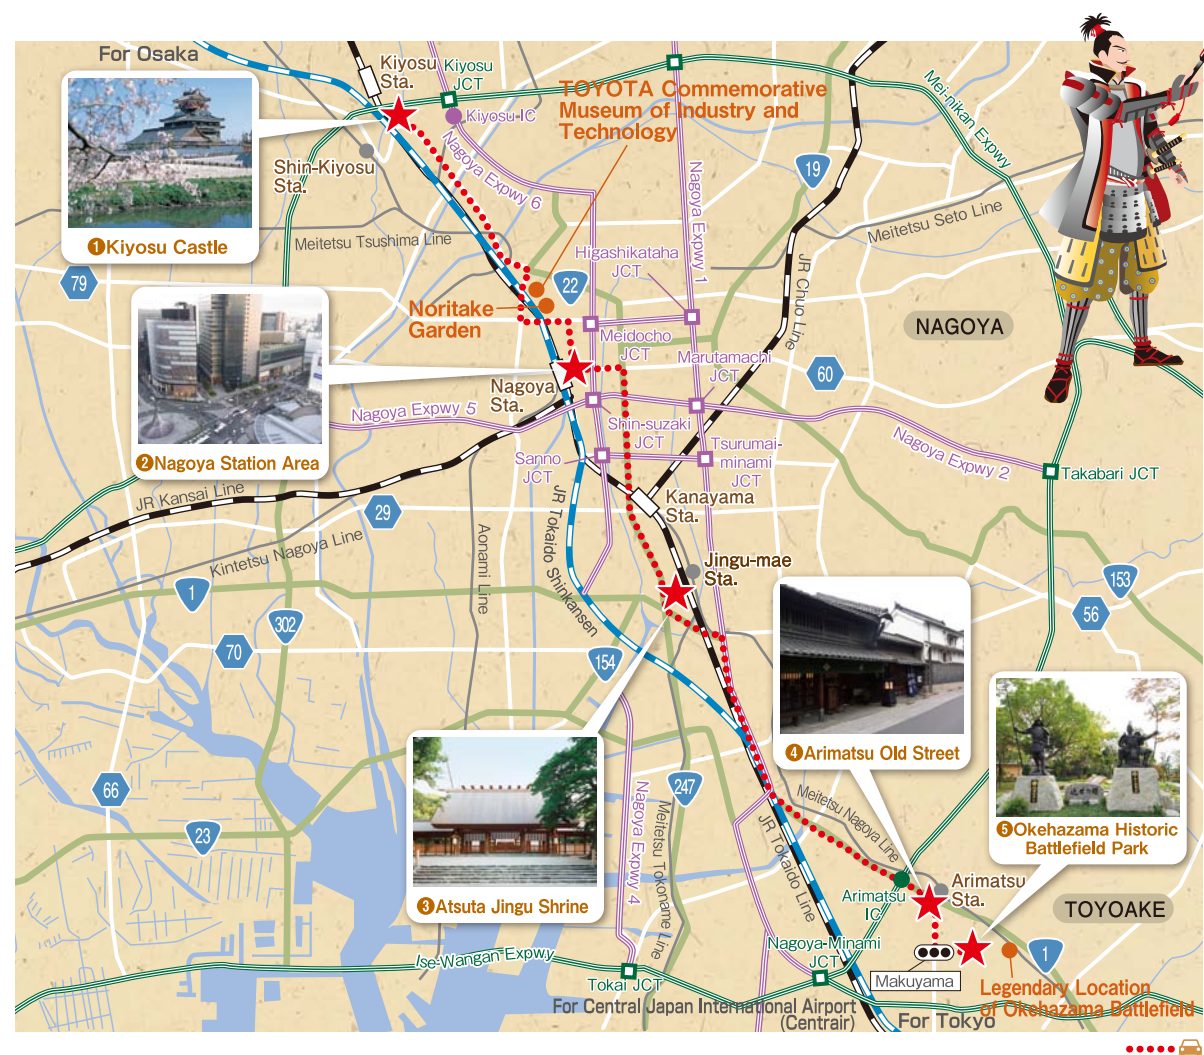 For Osaka
Kiyosu
Sta.
Kiyosu
JCT
Kiyosu IC
TOYOTA Commemorative
Museum of Industry and
Technology
Mei-nikan Expwy
❶Kiyosu Castle
Shin-Kiyosu
Sta.
Nagoya Expwy 6
Nagoya Expwy 1
19
Meitetsu Seto Line
Meitetsu Tsushima Line
Higashikataha
JCT
JR Chuo Line
79
22
Noritake
Garden
NAGOYA
Meidocho
JCT
Marutamachi
JCT
60
Nagoya
Sta.
Nagoya Expwy 5
Shin-suzaki
JCT
Nagoya Expwy 2
❷Nagoya Station Area
Sanno
JCT
Tsurumai-
minami
JCT
Takabari JCT
JR Kansai Line
Kanayama
Sta.
29
Kintetsu Nagoya Line
Aonami Line
JR Tokaido Shinkansen
Jingu-mae
Sta.
1
153
56
302
70
154
❹Arimatsu Old Street
❺Okehazama Historic
Battlefield Park
66
23
247
Nagoya Expwy 4
Meitetsu Tokoname Line
JR Tokaido Line
Meitetsu Nagoya Line
❸Atsuta Jingu Shrine
Arimatsu
IC
Arimatsu
Sta.
TOYOAKE
Nagoya-Minami
JCT
Ise-Wangan Expwy
Makuyama
1
Tokai JCT
Legendary Location
of Okehazama Battlefield
For Central Japan International Airport
(Centrair)
For Tokyo